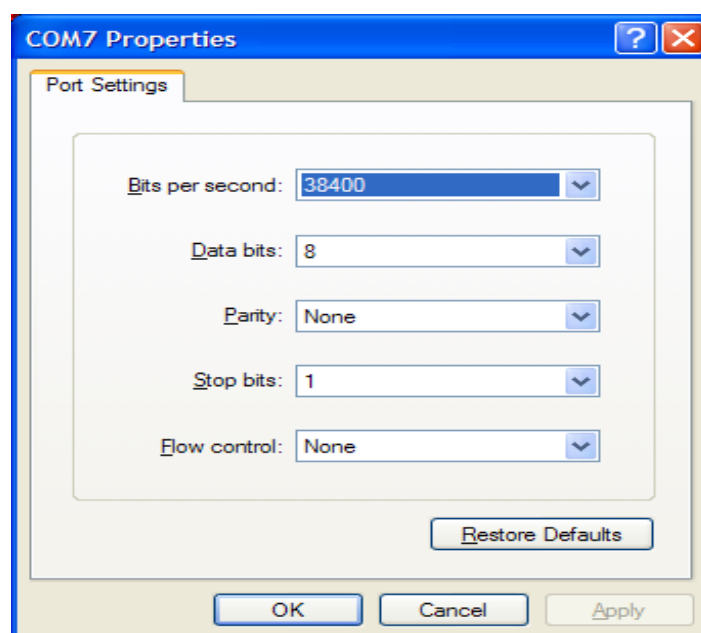 COM7 Properties
Port Settings
Bits per second: 38400
Data bits: 8
Parity: None
Stop bits: 1
Flow control: None
Restore Defaults
OK Cancel Apply